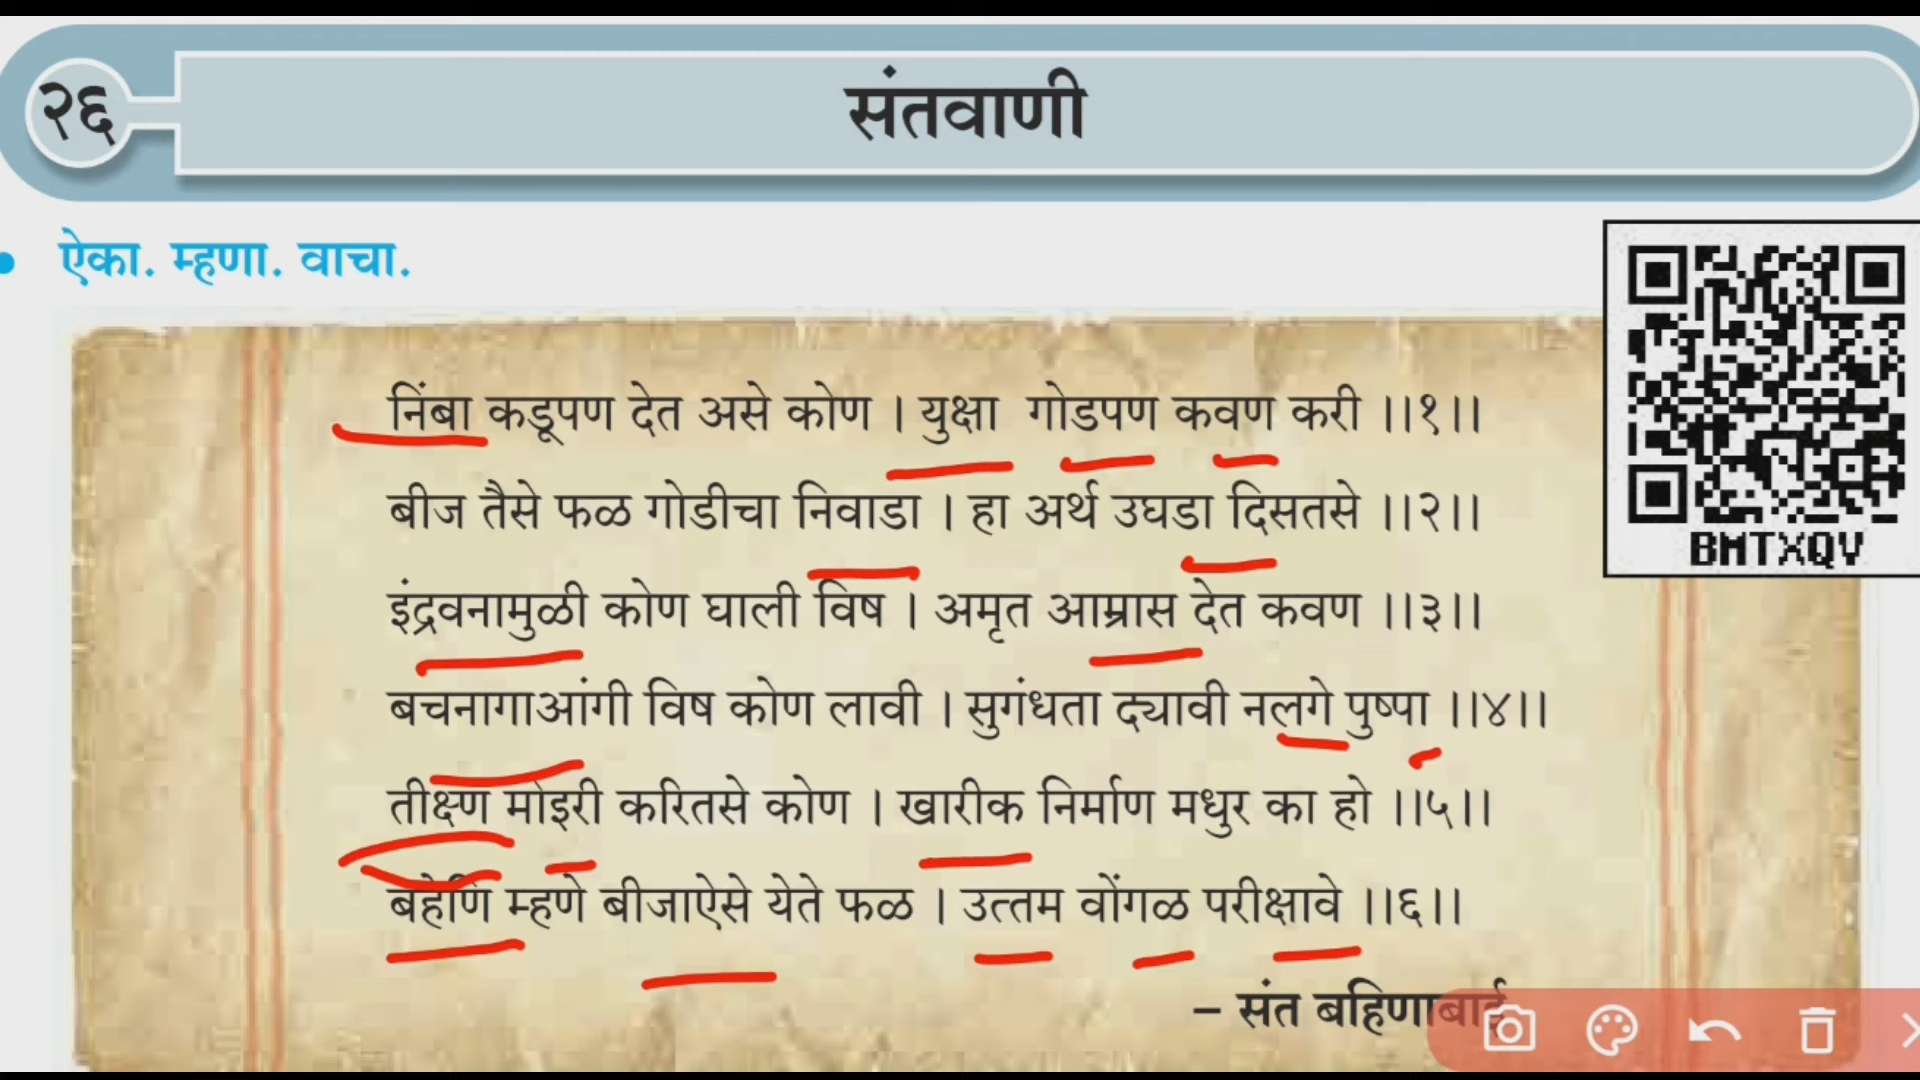 २६
संतवाणी
ऐका. म्हणा. वाचा.
निंबा कडूपण देत असे कोण । युक्षा गोडपण कवण करी ।।१।।
बीज तैसे फळ गोडीचा निवाडा । हा अर्थ उघडा दिसतसे ।।२।।
इंद्रवनामुळी कोण घाली विष । अमृत आम्रास देत कवण ।।३।।
बचनागाआंगी विष कोण लावी । सुगंधता द्यावी नलगे पुष्पा ।।४।।
तीक्ष्ण मोइरी करितसे कोण । खारीक निर्माण मधुर का हो ।।५।।
बहेणि म्हणे बीजाऐसे येते फळ । उत्तम वोंगळ परीक्षावे ।।६।।
– संत बहिणाबाई
BMTXQV